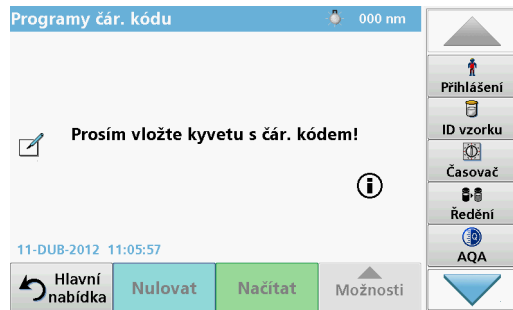 Programy čár. kódu
000 nm
Prosím vložte kyvetu s čár. kódem!
11-DUB-2012 11:05:57
Hlavní
nabídka
Nulovat
Načítat
Možnosti
Přihlášení
ID vzorku
Časovač
Ředění
AQA